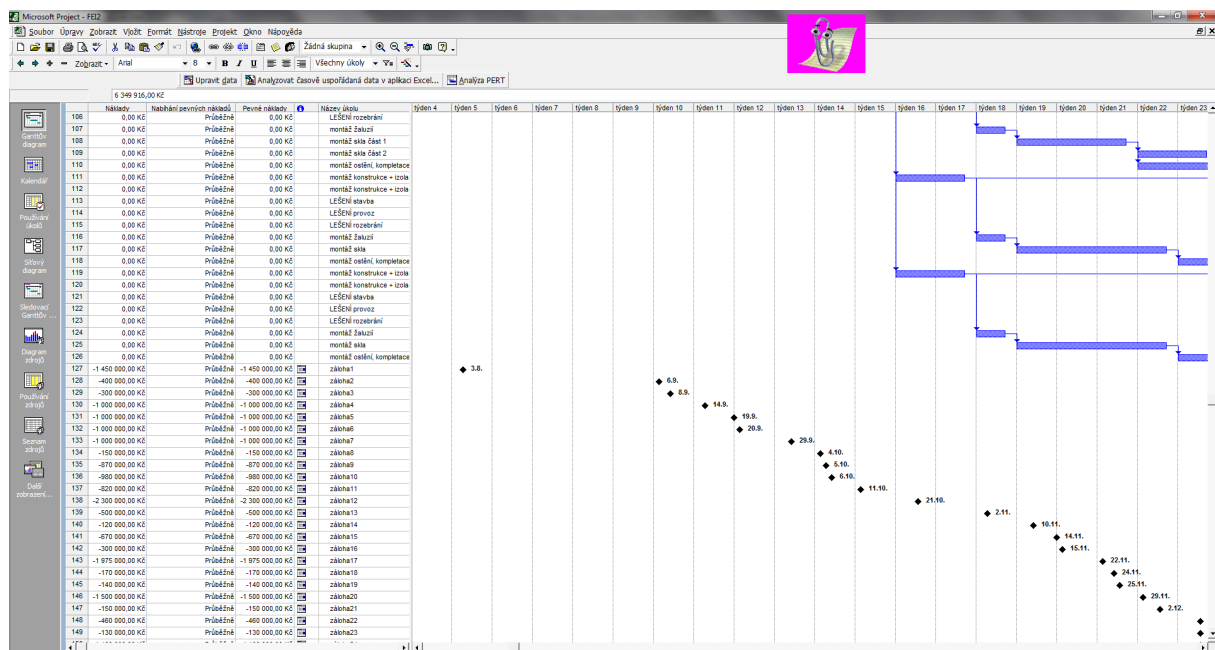 Microsoft Project - FEI2
Soubor Úpravy Zobrazit Vložit Formát Nástroje Projekt Okno Nápověda
Žádná skupina
Zobrazit Arial 8 B I U Všechny úkoly
Upravit data Analyzovat časově uspořádaná data v aplikaci Excel... Analýza PERT
6 349 916,00 Kč
Náklady Nabíhání pevných nákladů Pevné náklady Název úkolu týden 4 týden 5 týden 6 týden 7 týden 8 týden 9 týden 10 týden 11 týden 12 týden 13 týden 14 týden 15 týden 16 týden 17 týden 18 týden 19 týden 20 týden 21 týden 22 týden 23
106 0,00 Kč Průběžně 0,00 Kč LEŠENÍ rozebrání
107 0,00 Kč Průběžně 0,00 Kč montáž žaluzií
108 0,00 Kč Průběžně 0,00 Kč montáž skla část 1
109 0,00 Kč Průběžně 0,00 Kč montáž skla část 2
110 0,00 Kč Průběžně 0,00 Kč montáž ostění, kompletace
111 0,00 Kč Průběžně 0,00 Kč montáž konstrukce + izola
112 0,00 Kč Průběžně 0,00 Kč montáž konstrukce + izola
113 0,00 Kč Průběžně 0,00 Kč LEŠENÍ stavba
114 0,00 Kč Průběžně 0,00 Kč LEŠENÍ provoz
115 0,00 Kč Průběžně 0,00 Kč LEŠENÍ rozebrání
116 0,00 Kč Průběžně 0,00 Kč montáž žaluzií
117 0,00 Kč Průběžně 0,00 Kč montáž skla
118 0,00 Kč Průběžně 0,00 Kč montáž ostění, kompletace
119 0,00 Kč Průběžně 0,00 Kč montáž konstrukce + izola
120 0,00 Kč Průběžně 0,00 Kč montáž konstrukce + izola
121 0,00 Kč Průběžně 0,00 Kč LEŠENÍ stavba
122 0,00 Kč Průběžně 0,00 Kč LEŠENÍ provoz
123 0,00 Kč Průběžně 0,00 Kč LEŠENÍ rozebrání
124 0,00 Kč Průběžně 0,00 Kč montáž žaluzií
125 0,00 Kč Průběžně 0,00 Kč montáž skla
126 0,00 Kč Průběžně 0,00 Kč montáž ostění, kompletace
127 -1 450 000,00 Kč Průběžně -1 450 000,00 Kč záloha1 3.8.
128 -400 000,00 Kč Průběžně -400 000,00 Kč záloha2 6.9.
129 -300 000,00 Kč Průběžně -300 000,00 Kč záloha3 8.9.
130 -1 000 000,00 Kč Průběžně -1 000 000,00 Kč záloha4 14.9.
131 -1 000 000,00 Kč Průběžně -1 000 000,00 Kč záloha5 19.9.
132 -1 000 000,00 Kč Průběžně -1 000 000,00 Kč záloha6 20.9.
133 -1 000 000,00 Kč Průběžně -1 000 000,00 Kč záloha7 29.9.
134 -150 000,00 Kč Průběžně -150 000,00 Kč záloha8 4.10.
135 -870 000,00 Kč Průběžně -870 000,00 Kč záloha9 5.10.
136 -980 000,00 Kč Průběžně -980 000,00 Kč záloha10 6.10.
137 -820 000,00 Kč Průběžně -820 000,00 Kč záloha11 11.10.
138 -2 300 000,00 Kč Průběžně -2 300 000,00 Kč záloha12 21.10.
139 -500 000,00 Kč Průběžně -500 000,00 Kč záloha13 2.11.
140 -120 000,00 Kč Průběžně -120 000,00 Kč záloha14 10.11.
141 -670 000,00 Kč Průběžně -670 000,00 Kč záloha15 14.11.
142 -300 000,00 Kč Průběžně -300 000,00 Kč záloha16 15.11.
143 -1 975 000,00 Kč Průběžně -1 975 000,00 Kč záloha17 22.11.
144 -170 000,00 Kč Průběžně -170 000,00 Kč záloha18 24.11.
145 -140 000,00 Kč Průběžně -140 000,00 Kč záloha19 25.11.
146 -1 500 000,00 Kč Průběžně -1 500 000,00 Kč záloha20 29.11.
147 -150 000,00 Kč Průběžně -150 000,00 Kč záloha21 2.12.
148 -460 000,00 Kč Průběžně -460 000,00 Kč záloha22
149 -130 000,00 Kč Průběžně -130 000,00 Kč záloha23
Ganttův
diagram
Kalendář
Používání
úkolů
Síťový
diagram
Sledovací
Ganttův ...
Diagram
zdrojů
Používání
zdrojů
Seznam
zdrojů
Další
zobrazení...